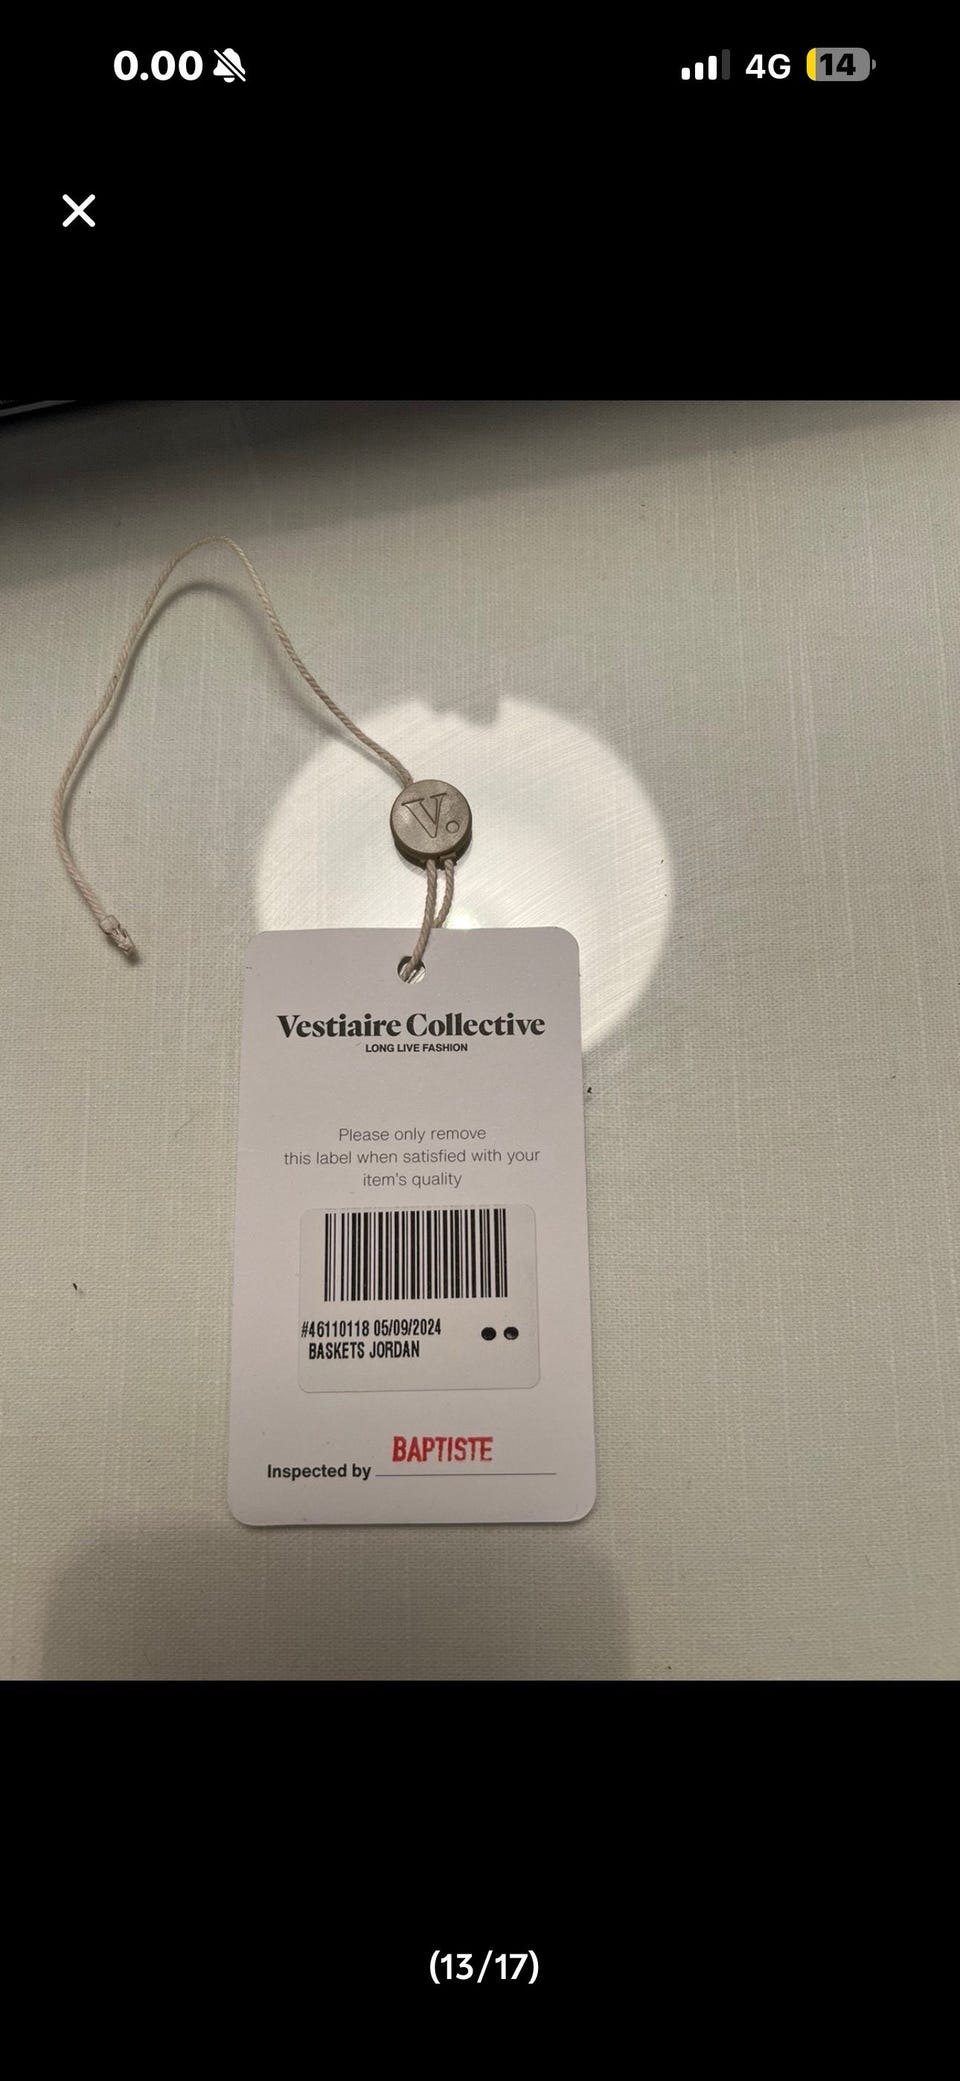 0.00
4G
14
V.
Vestiaire Collective
LONG LIVE FASHION
Please only remove
this label when satisfied with your
item's quality
#46110118 05/09/2024
BASKETS JORDAN
BAPTISTE
Inspected by
(13/17)